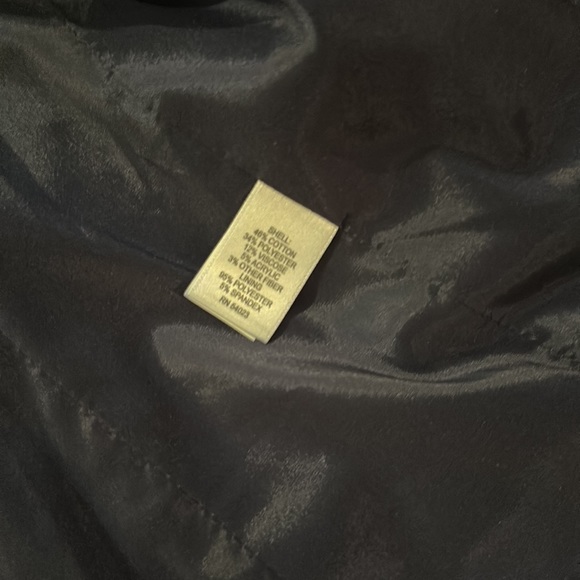 SHELL:
46% COTTON
34% POLYESTER
12% VISCOSE
5% ACRYLIC
3% OTHER FIBER
LINING
95% POLYESTER
5% SPANDEX
RN 54023